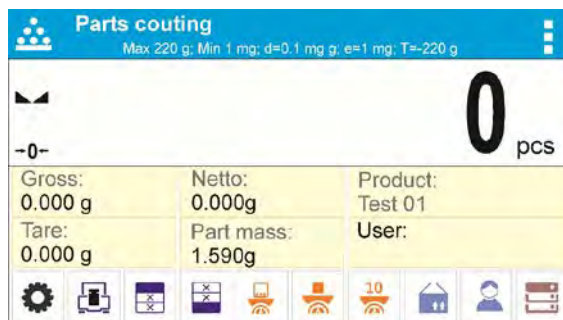 Parts couting
Max 220 g; Min 1 mg; d=0.1 mg g; e=1 mg; T=-220 g
→0←
0 pcs
Gross: Netto: Product:
0.000 g 0.000g Test 01
Tare: Part mass: User:
0.000 g 1.590g
10